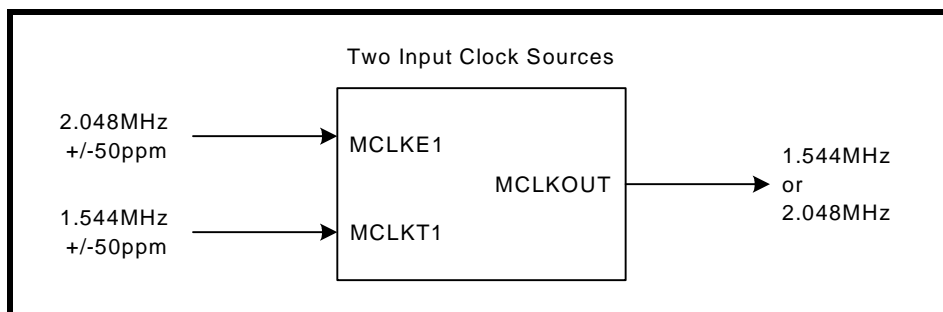 Two Input Clock Sources
2.048MHz
+/-50ppm
MCLKE1
1.544MHz
+/-50ppm
MCLKT1
MCLKOUT
1.544MHz
or
2.048MHz